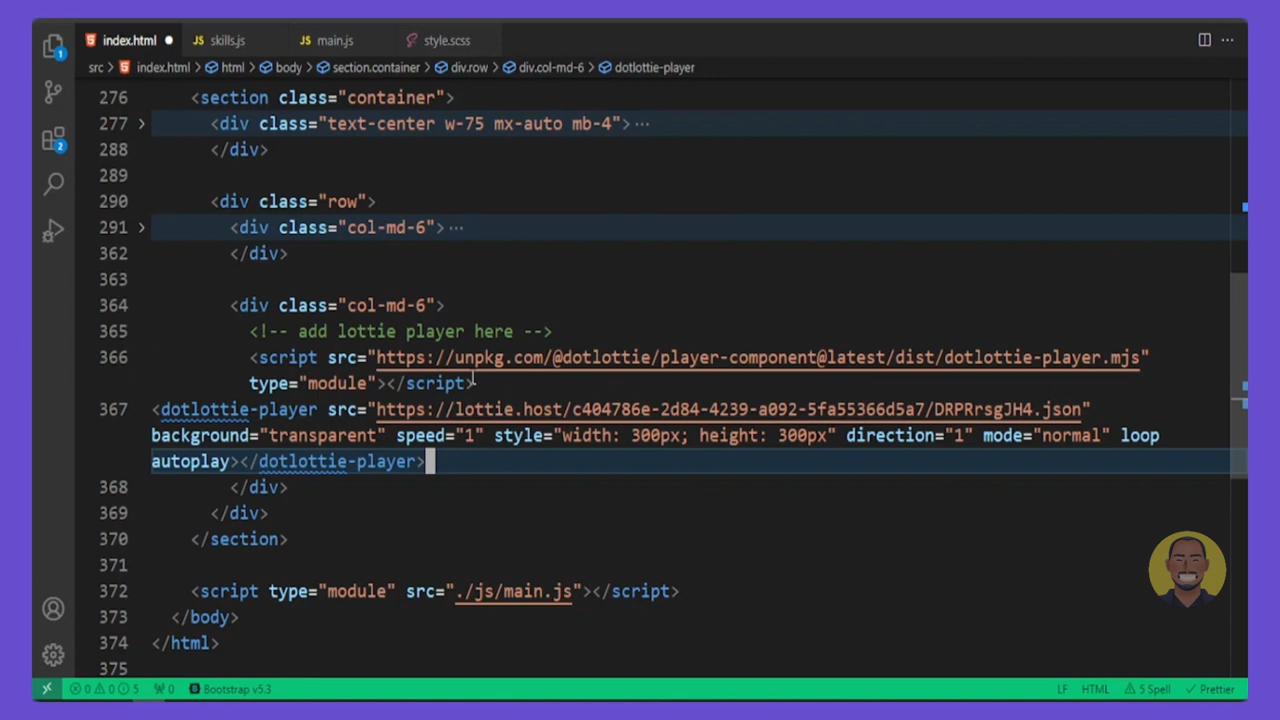 index.html skills.js main.js style.scss
src index.html html body section.container div.row div.col-md-6 dotlottie-player
276 <section class="container">
277 <div class="text-center w-75 mx-auto mb-4"> ···
288 </div>
289
290 <div class="row">
291 <div class="col-md-6"> ···
362 </div>
363
364 <div class="col-md-6">
365 <!-- add lottie player here -->
366 <script src="https://unpkg.com/@dotlottie/player-component@latest/dist/dotlottie-player.mjs"
type="module"></script>
367 <dotlottie-player src="https://lottie.host/c404786e-2d84-4239-a092-5fa55366d5a7/DRPRrsgJH4.json"
background="transparent" speed="1" style="width: 300px; height: 300px" direction="1" mode="normal" loop
autoplay></dotlottie-player>
368 </div>
369 </div>
370 </section>
371
372 <script type="module" src="./js/main.js"></script>
373 </body>
374 </html>
375
1
2
0 0 5 0 Bootstrap v5.3 LF HTML 5 Spell Prettier